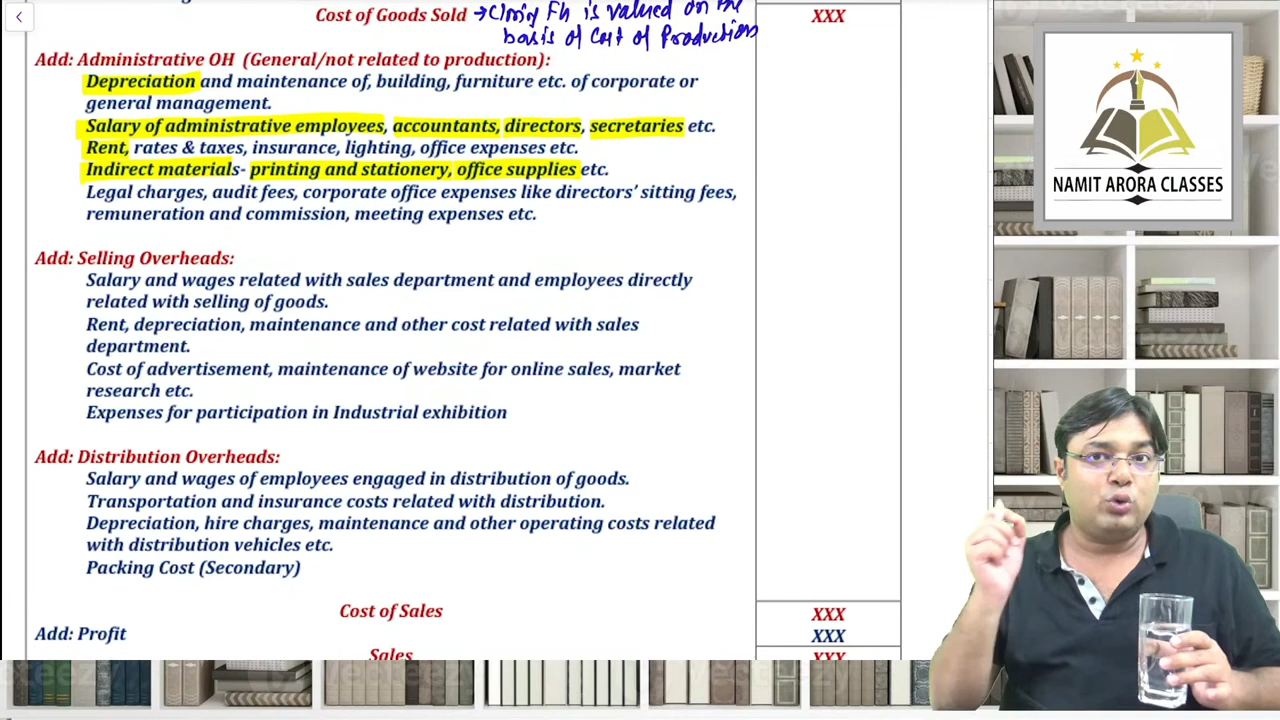 Cost of Goods Sold → Closing FG is valued on the
basis of Cost of Production
XXX
Add: Administrative OH (General/not related to production):
Depreciation and maintenance of, building, furniture etc. of corporate or
general management.
Salary of administrative employees, accountants, directors, secretaries etc.
Rent, rates & taxes, insurance, lighting, office expenses etc.
Indirect materials- printing and stationery, office supplies etc.
Legal charges, audit fees, corporate office expenses like directors' sitting fees,
remuneration and commission, meeting expenses etc.
Add: Selling Overheads:
Salary and wages related with sales department and employees directly
related with selling of goods.
Rent, depreciation, maintenance and other cost related with sales
department.
Cost of advertisement, maintenance of website for online sales, market
research etc.
Expenses for participation in Industrial exhibition
Add: Distribution Overheads:
Salary and wages of employees engaged in distribution of goods.
Transportation and insurance costs related with distribution.
Depreciation, hire charges, maintenance and other operating costs related
with distribution vehicles etc.
Packing Cost (Secondary)
Cost of Sales XXX
Add: Profit XXX
Sales XXX
NAMIT ARORA CLASSES